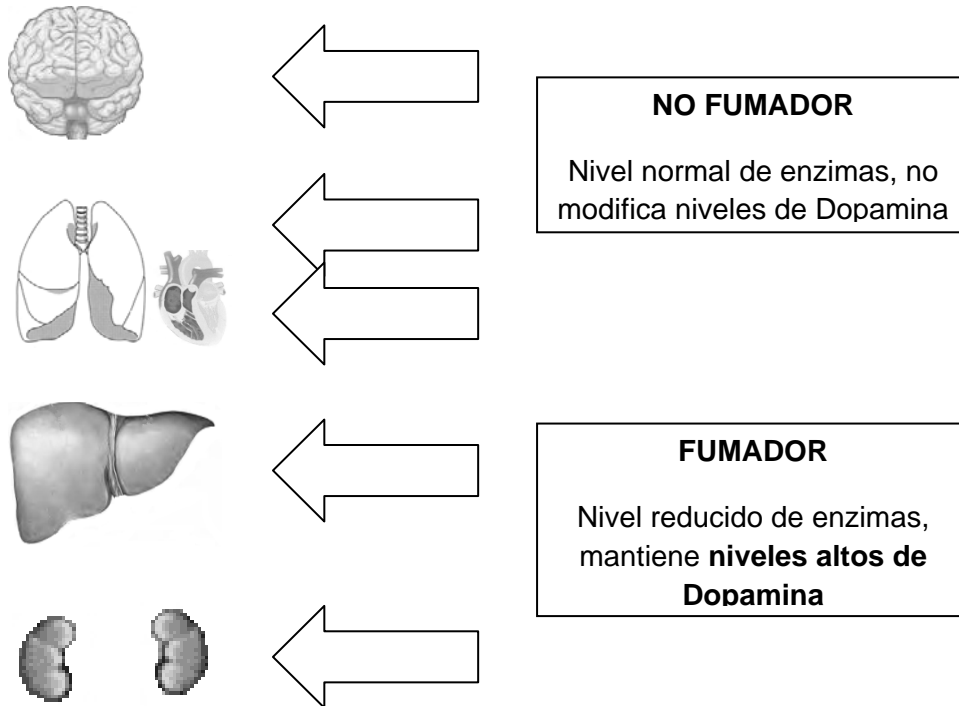 NO FUMADOR
Nivel normal de enzimas, no
modifica niveles de Dopamina
FUMADOR
Nivel reducido de enzimas,
mantiene niveles altos de
Dopamina